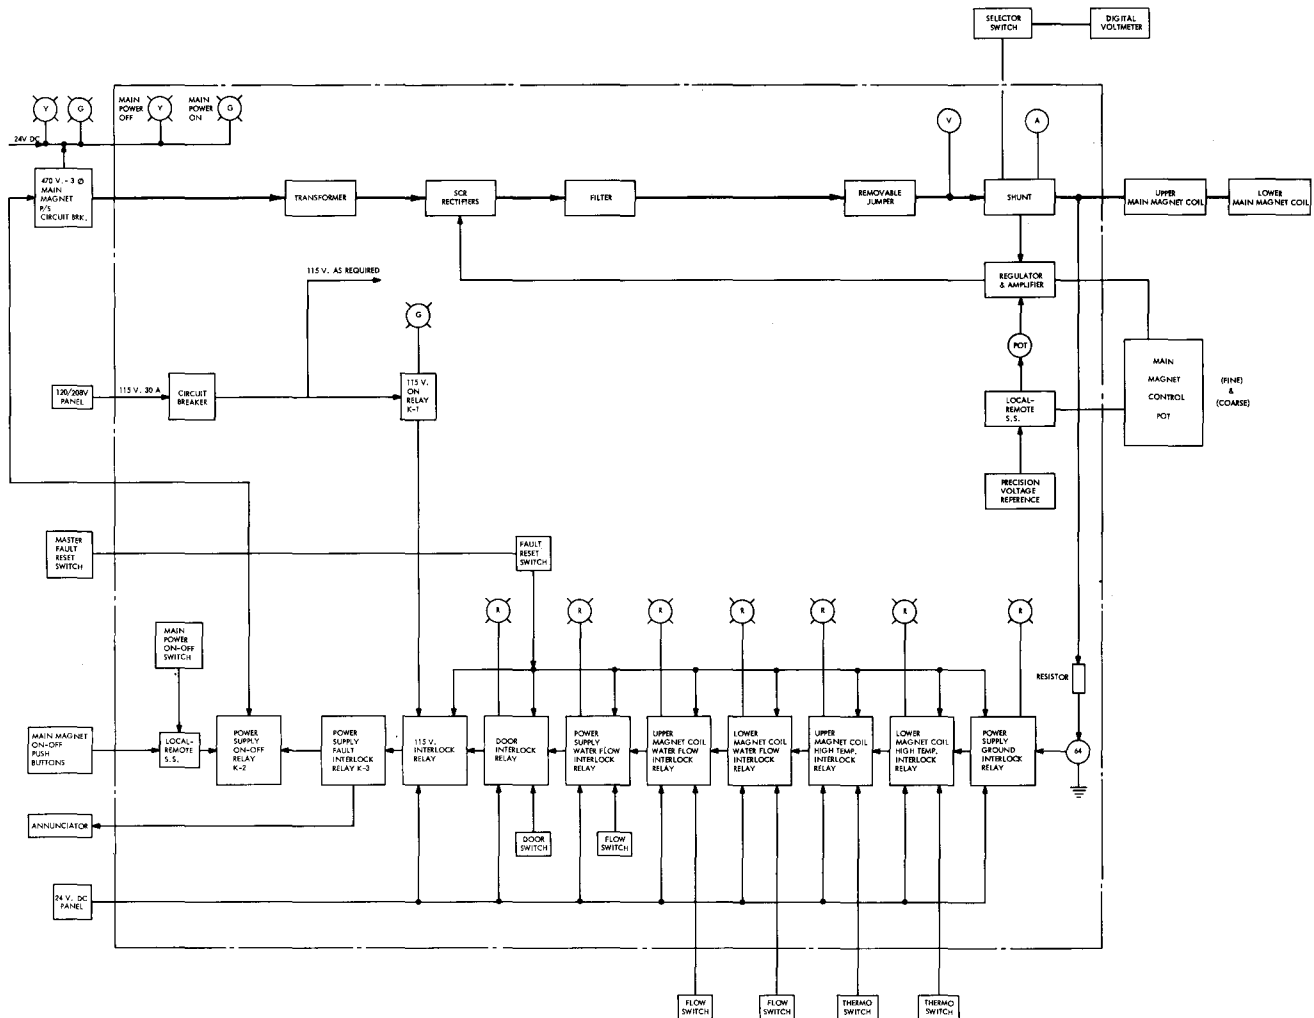 SELECTOR
SWITCH
DIGITAL
VOLTMETER
Y
G
MAIN
POWER
OFF
Y
MAIN
POWER
ON
G
24V DC
V
A
470 V. - 3 Ø
MAIN
MAGNET
P/S
CIRCUIT BRK.
TRANSFORMER
SCR
RECTIFIERS
FILTER
REMOVABLE
JUMPER
SHUNT
UPPER
MAIN MAGNET COIL
LOWER
MAIN MAGNET COIL
115 V. AS REQUIRED
REGULATOR
& AMPLIFIER
G
POT
MAIN
MAGNET
CONTROL
POT
(FINE)
&
(COARSE)
120/208V
PANEL
115 V. 30 A
CIRCUIT
BREAKER
115 V.
ON
RELAY
K-1
LOCAL-
REMOTE
S.S.
PRECISION
VOLTAGE
REFERENCE
MASTER
FAULT
RESET
SWITCH
FAULT
RESET
SWITCH
R
R
R
R
R
R
R
MAIN
POWER
ON-OFF
SWITCH
RESISTOR
MAIN MAGNET
ON-OFF
PUSH
BUTTONS
LOCAL-
REMOTE
S.S.
POWER
SUPPLY
ON-OFF
RELAY
K-2
POWER
SUPPLY
FAULT
INTERLOCK
RELAY K-3
115 V.
INTERLOCK
RELAY
DOOR
INTERLOCK
RELAY
POWER
SUPPLY
WATER FLOW
INTERLOCK
RELAY
UPPER
MAGNET COIL
WATER FLOW
INTERLOCK
RELAY
LOWER
MAGNET COIL
WATER FLOW
INTERLOCK
RELAY
UPPER
MAGNET COIL
HIGH TEMP.
INTERLOCK
RELAY
LOWER
MAGNET COIL
HIGH TEMP.
INTERLOCK
RELAY
POWER
SUPPLY
GROUND
INTERLOCK
RELAY
64
ANNUNCIATOR
DOOR
SWITCH
FLOW
SWITCH
24 V. DC
PANEL
FLOW
SWITCH
FLOW
SWITCH
THERMO
SWITCH
THERMO
SWITCH